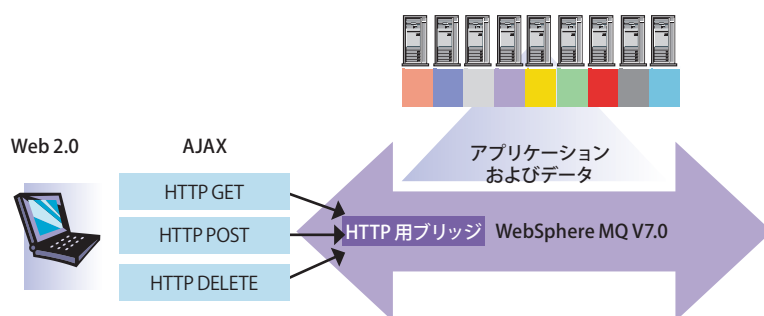 Web 2.0
AJAX
アプリケーション
およびデータ
HTTP GET
HTTP POST
HTTP DELETE
HTTP 用ブリッジ
WebSphere MQ V7.0